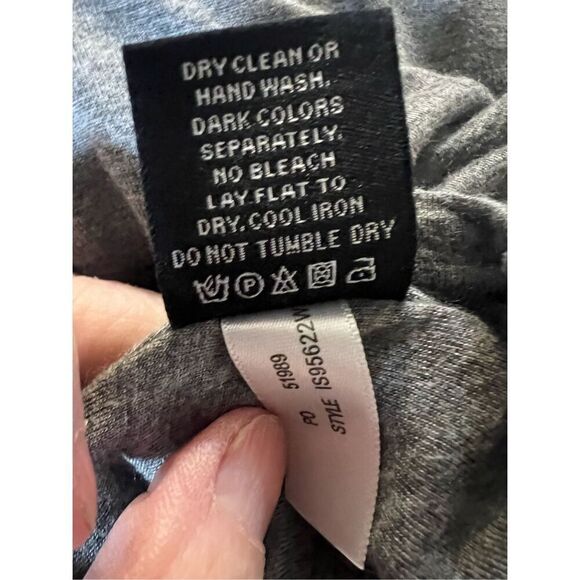 DRY CLEAN OR
HAND WASH.
DARK COLORS
SEPARATELY.
NO BLEACH
LAY.FLAT TO
DRY.COOL IRON
DO NOT TUMBLE DRY
P
PO 51989
STYLE IS95622W